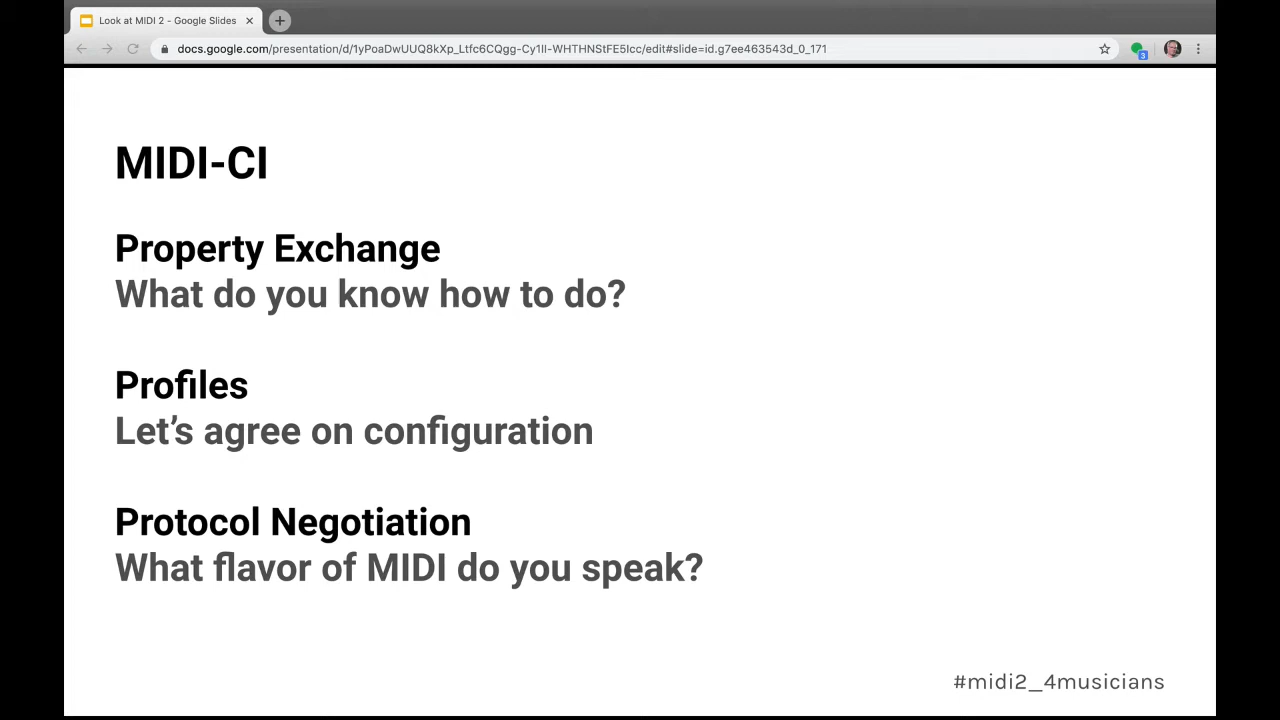 Look at MIDI 2 - Google Slides
docs.google.com/presentation/d/1yPoaDwUUQ8kXp_Ltfc6CQgg-Cy1lI-WHTHNStFE5Icc/edit#slide=id.g7ee463543d_0_171
3
MIDI-CI
Property Exchange
What do you know how to do?
Profiles
Let’s agree on configuration
Protocol Negotiation
What flavor of MIDI do you speak?
#midi2_4musicians